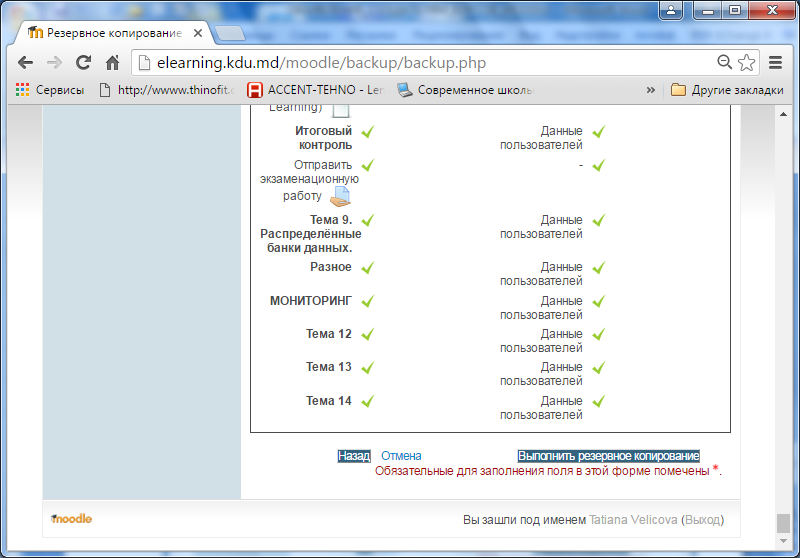 Резервное копирование
elearning.kdu.md/moodle/backup/backup.php
Сервисы http://wwww.thinofit. ACCENT-TEHNO - Len Современное школь » Другие закладки
Learning)
Итоговый Данные
контроль пользователей
Отправить -
экзаменационную
работу
Тема 9. Данные
Распределённые пользователей
банки данных.
Разное Данные
пользователей
МОНИТОРИНГ Данные
пользователей
Тема 12 Данные
пользователей
Тема 13 Данные
пользователей
Тема 14 Данные
пользователей
Назад Отмена Выполнить резервное копирование
Обязательные для заполнения поля в этой форме помечены *.
moodle Вы зашли под именем Tatiana Velicova (Выход)